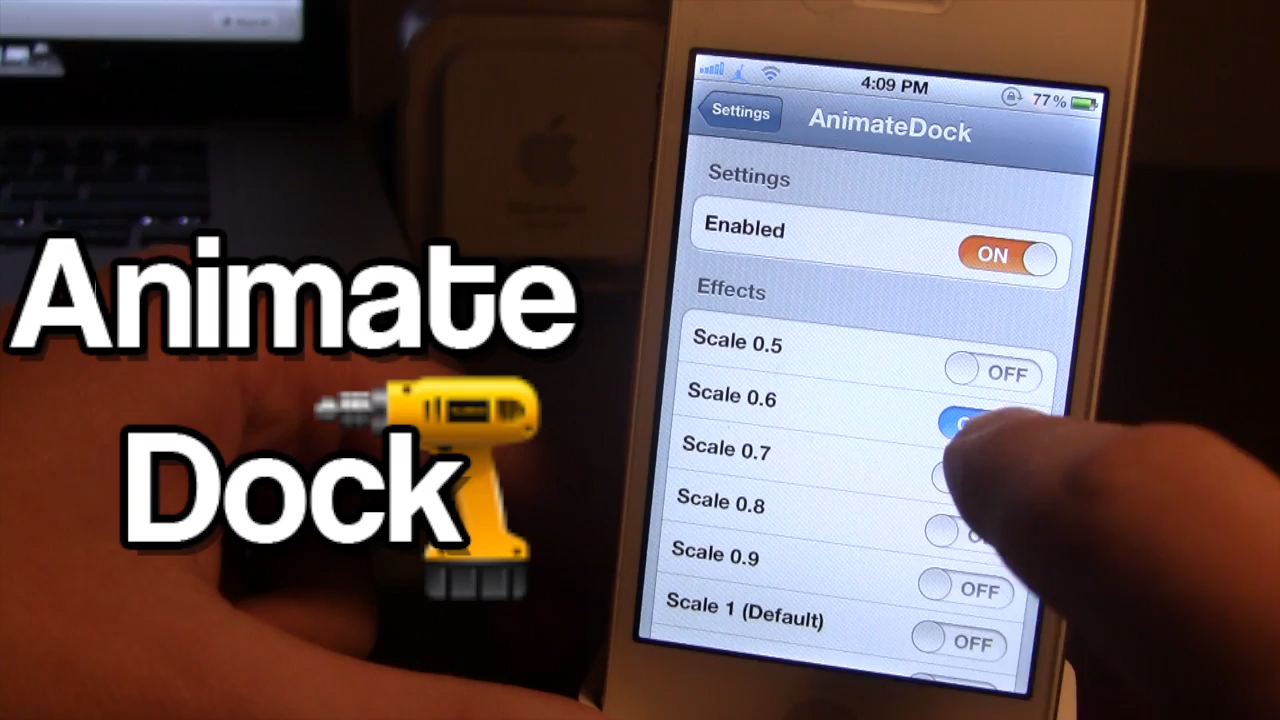 4:09 PM
77%
Settings
AnimateDock
Settings
Enabled
ON
Effects
Scale 0.5
OFF
Scale 0.6
Scale 0.7
Scale 0.8
Scale 0.9
OFF
Scale 1 (Default)
OFF
Animate
Dock